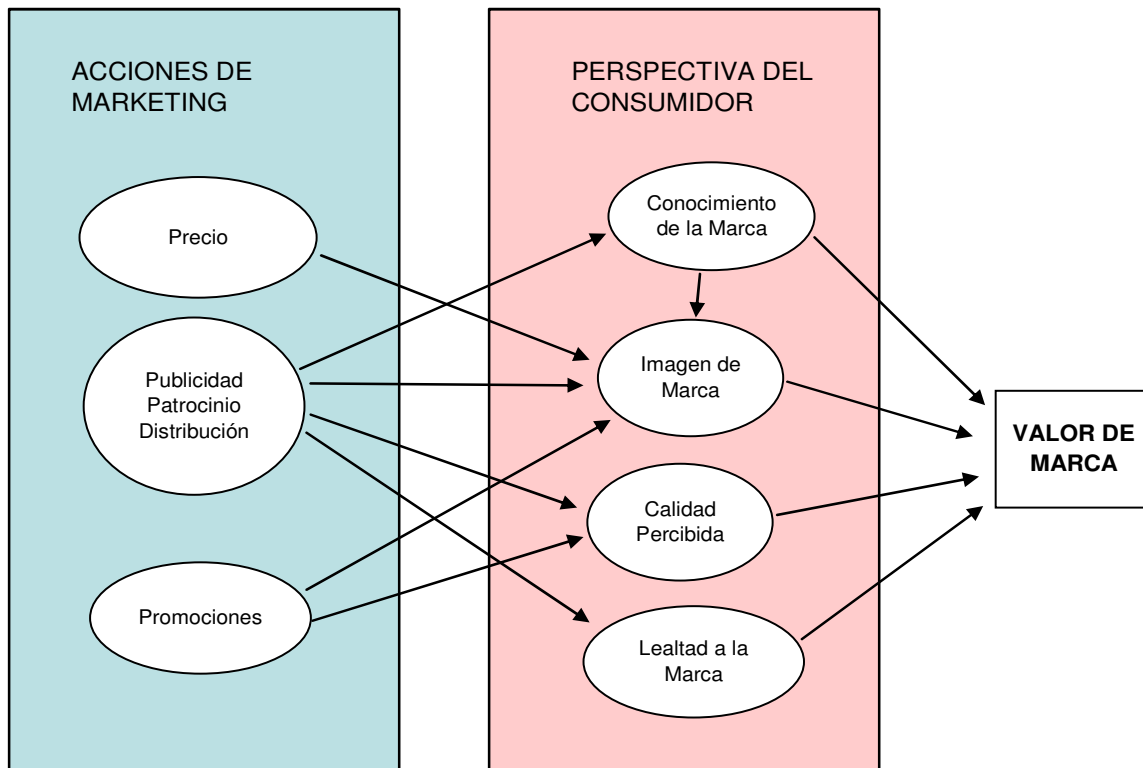 ACCIONES DE
MARKETING
Precio
Publicidad
Patrocinio
Distribución
Promociones
PERSPECTIVA DEL
CONSUMIDOR
Conocimiento
de la Marca
Imagen de
Marca
Calidad
Percibida
Lealtad a la
Marca
VALOR DE
MARCA